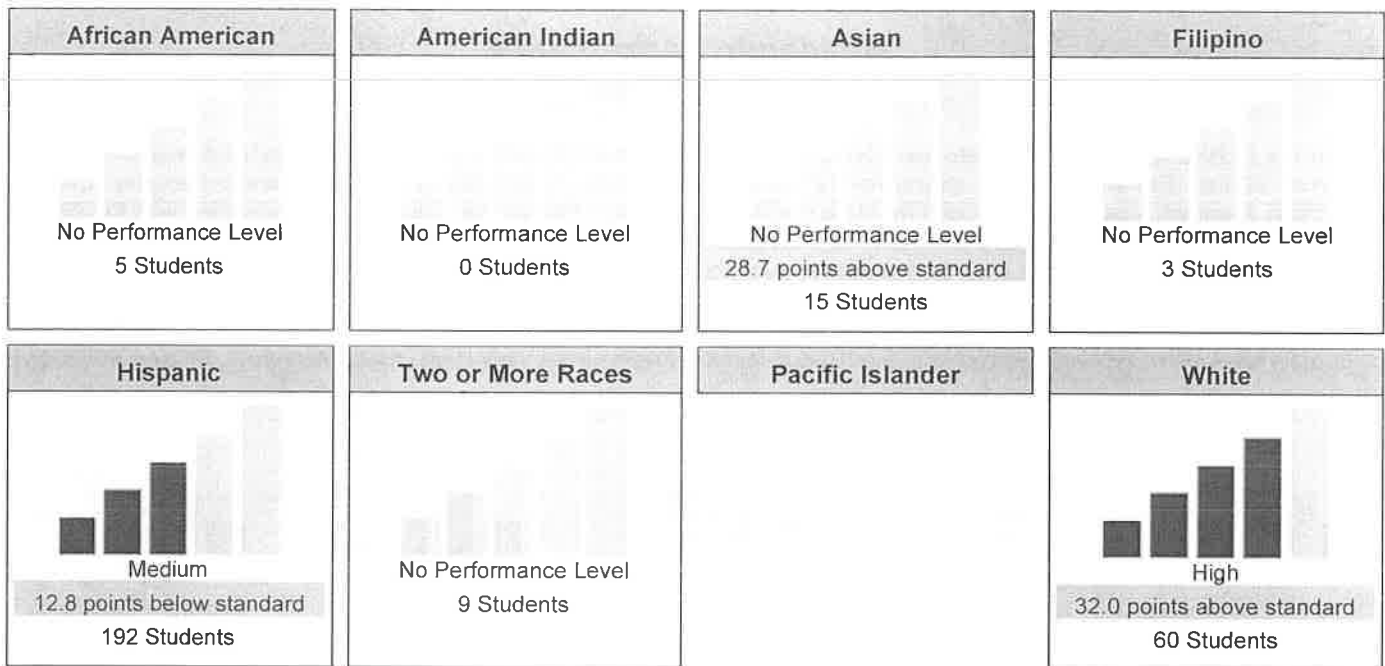 African American
No Performance Level
5 Students
American Indian
No Performance Level
0 Students
Asian
No Performance Level
28.7 points above standard
15 Students
Filipino
No Performance Level
3 Students
Hispanic
Medium
12.8 points below standard
192 Students
Two or More Races
No Performance Level
9 Students
Pacific Islander
White
High
32.0 points above standard
60 Students